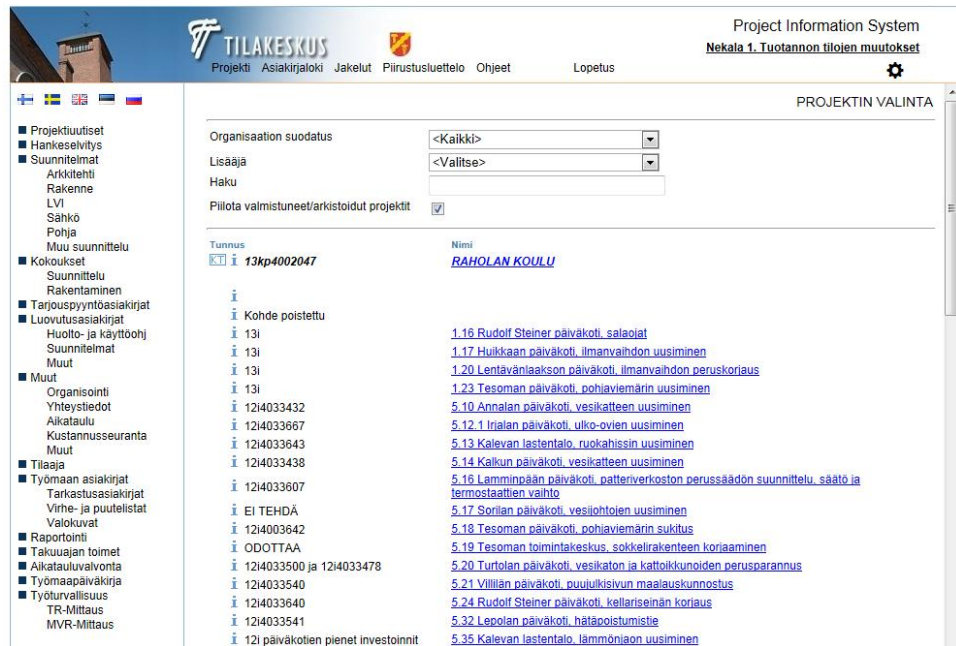 TILAKESKUS
Project Information System
Nekala 1. Tuotannon tilojen muutokset
Projekti Asiakirjaloki Jakelut Piirustusluettelo Ohjeet Lopetus
PROJEKTIN VALINTA
Projektiuutiset
Hankeselvitys
Suunnitelmat
Arkkitehti
Rakenne
LVI
Sähkö
Pohja
Muu suunnittelu
Kokoukset
Suunnittelu
Rakentaminen
Tarjouspyyntöasiakirjat
Luovutusasiakirjat
Huolto- ja käyttöohj
Suunnitelmat
Muut
Muut
Organisointi
Yhteystiedot
Aikataulu
Kustannusseuranta
Muut
Tilaaja
Työmaan asiakirjat
Tarkastusasiakirjat
Virhe- ja puutelistat
Valokuvat
Raportointi
Takuuajan toimet
Aikatauluvalvonta
Työmaapäiväkirja
Työturvallisuus
TR-Mittaus
MVR-Mittaus
Organisaation suodatus <Kaikki>
Lisääjä <Valitse>
Haku
Piilota valmistuneet/arkistoidut projektit
Tunnus Nimi
KT i 13kp4002047 RAHOLAN KOULU
i
i Kohde poistettu
i 13i 1.16 Rudolf Steiner päiväkoti, salaojat
i 13i 1.17 Huikkaan päiväkoti, ilmanvaihdon uusiminen
i 13i 1.20 Lentävänlaakson päiväkoti, ilmanvaihdon peruskorjaus
i 13i 1.23 Tesoman päiväkoti, pohjaviemärin uusiminen
i 12i4033432 5.10 Annalan päiväkoti, vesikatteen uusiminen
i 12i4033667 5.12.1 Irjalan päiväkoti, ulko-ovien uusiminen
i 12i4033643 5.13 Kalevan lastentalo, ruokahissin uusiminen
i 12i4033438 5.14 Kalkun päiväkoti, vesikatteen uusiminen
i 12i4033607 5.16 Lamminpään päiväkoti, patteriverkoston perussäädön suunnittelu, säätö ja
termostaattien vaihto
i EI TEHDÄ 5.17 Sorilan päiväkoti, vesijohtojen uusiminen
i 12i4003642 5.18 Tesoman päiväkoti, pohjaviemärin sukitus
i ODOTTAA 5.19 Tesoman toimintakeskus, sokkelirakenteen korjaaminen
i 12i4033500 ja 12i4033478 5.20 Turtolan päiväkoti, vesikaton ja kattoikkunoiden perusparannus
i 12i4033540 5.21 Villilän päiväkoti, puujulkisivun maalauskunnostus
i 12i4033640 5.24 Rudolf Steiner päiväkoti, kellariseinän korjaus
i 12i4033541 5.32 Lepolan päiväkoti, hätäpoistumistie
i 12i päiväkotien pienet investoinnit 5.35 Kalevan lastentalo, lämmönjaon uusiminen